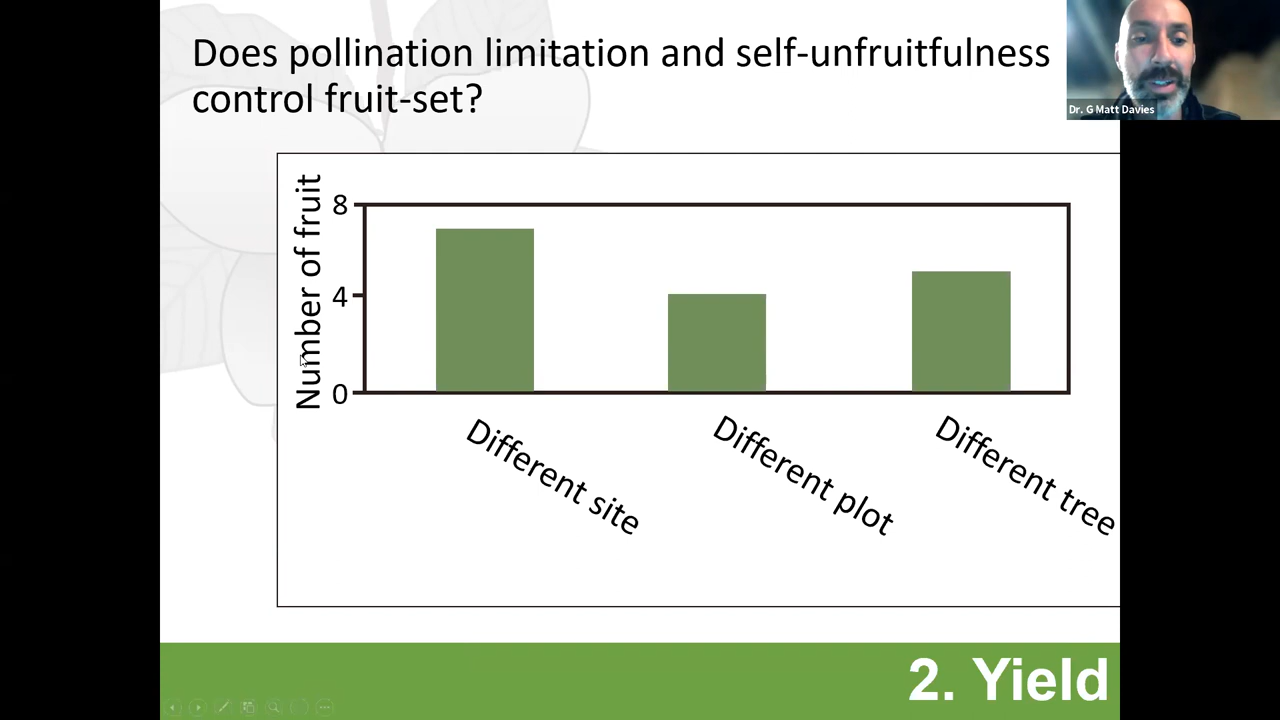 Does pollination limitation and self-unfruitfulness
control fruit-set?
Dr. G Matt Davies
Number of fruit
8
4
0
Different site
Different plot
Different tree
2. Yield